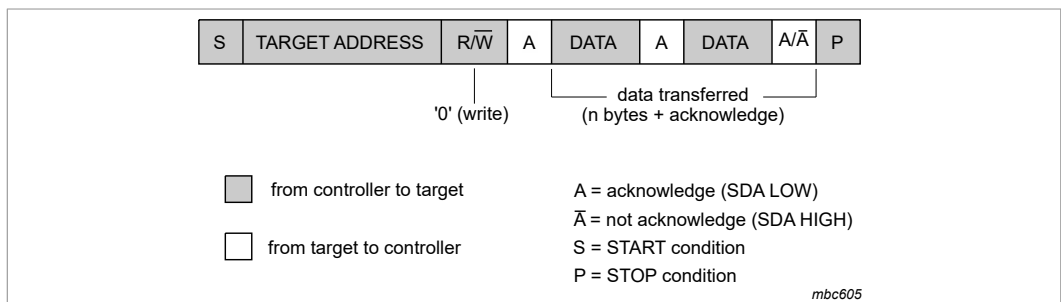 S TARGET ADDRESS R/W̅ A DATA A DATA A/A̅ P
'0' (write)
data transferred
(n bytes + acknowledge)
from controller to target
from target to controller
A = acknowledge (SDA LOW)
A̅ = not acknowledge (SDA HIGH)
S = START condition
P = STOP condition
mbc605